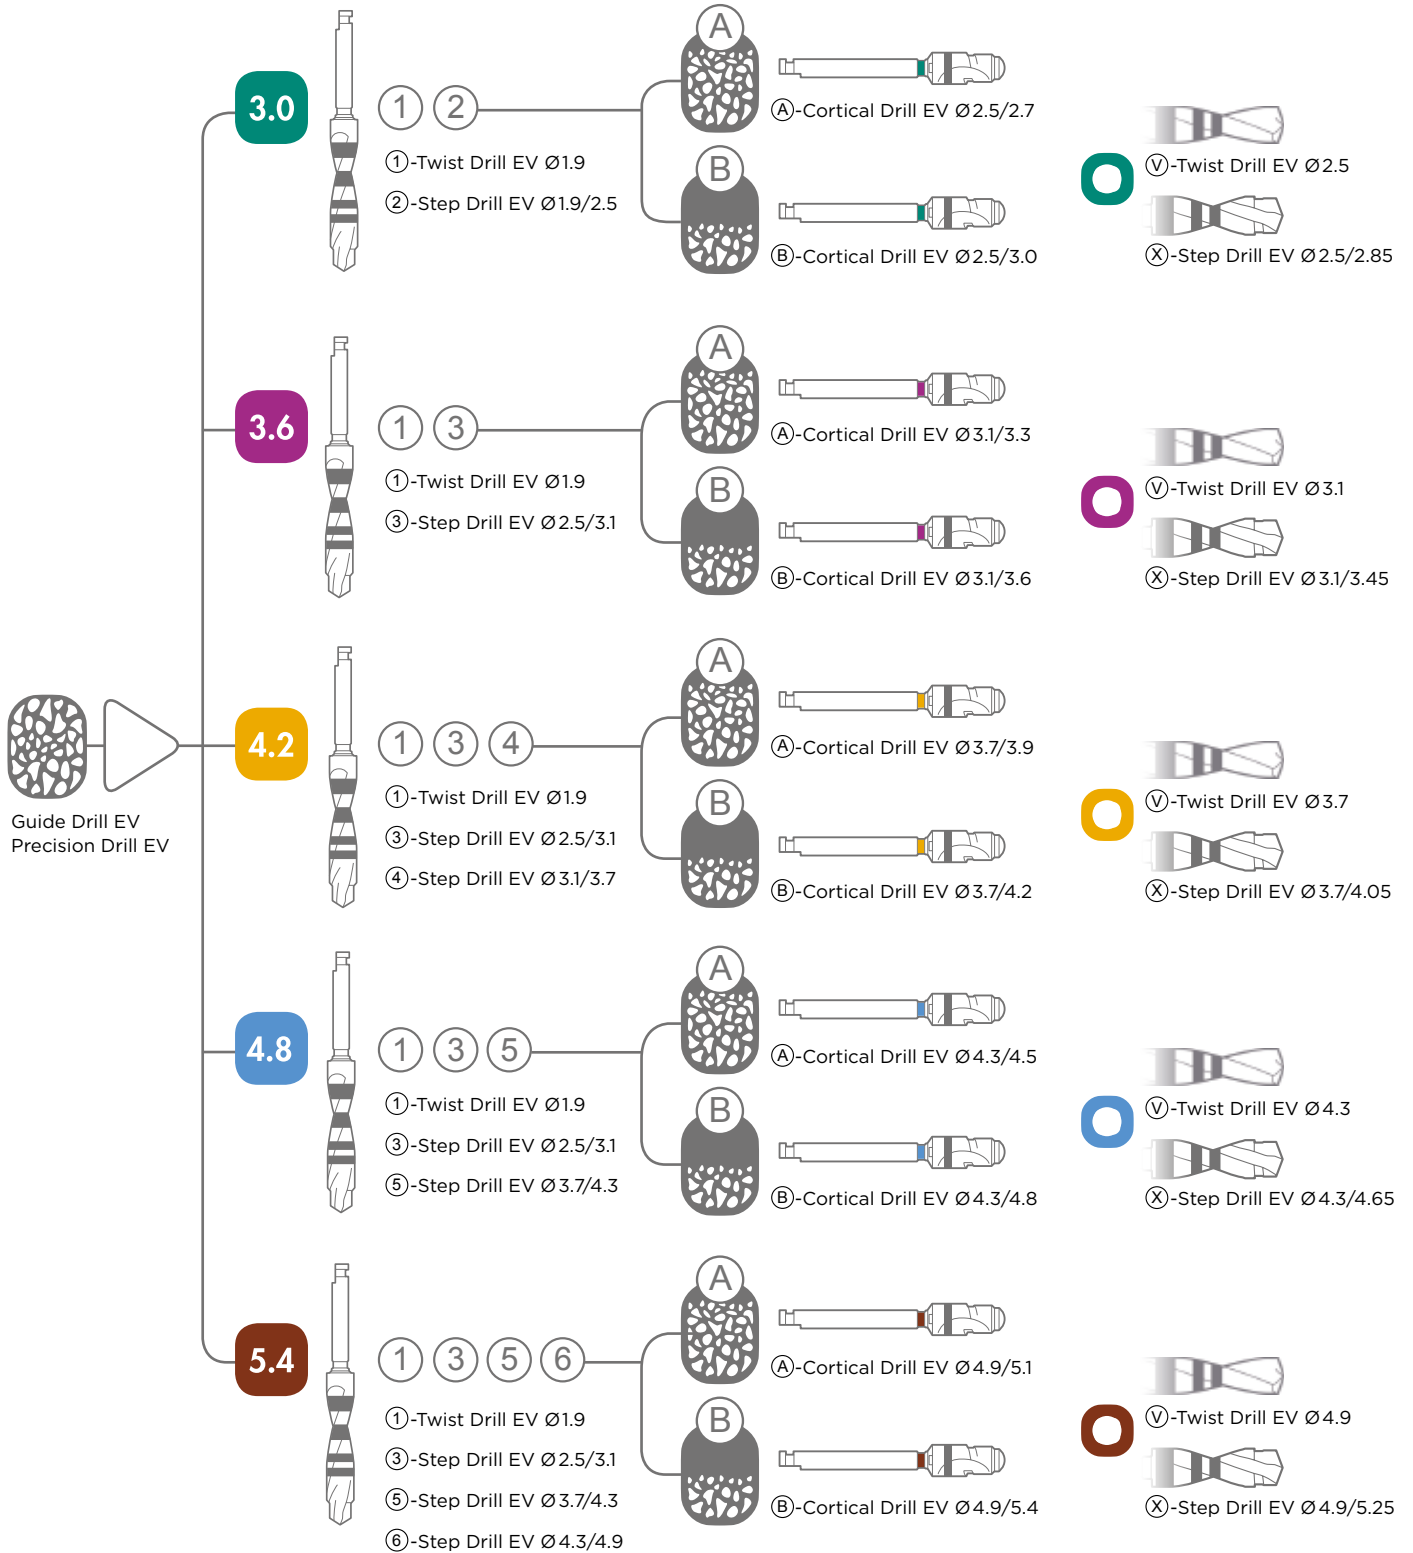 Guide Drill EV
Precision Drill EV
3.0
1 2
①-Twist Drill EV Ø1.9
②-Step Drill EV Ø1.9/2.5
A
Ⓐ-Cortical Drill EV Ø2.5/2.7
B
Ⓑ-Cortical Drill EV Ø2.5/3.0
Ⓥ-Twist Drill EV Ø2.5
Ⓧ-Step Drill EV Ø2.5/2.85
3.6
1 3
①-Twist Drill EV Ø1.9
③-Step Drill EV Ø2.5/3.1
A
Ⓐ-Cortical Drill EV Ø3.1/3.3
B
Ⓑ-Cortical Drill EV Ø3.1/3.6
Ⓥ-Twist Drill EV Ø3.1
Ⓧ-Step Drill EV Ø3.1/3.45
4.2
1 3 4
①-Twist Drill EV Ø1.9
③-Step Drill EV Ø2.5/3.1
④-Step Drill EV Ø3.1/3.7
A
Ⓐ-Cortical Drill EV Ø3.7/3.9
B
Ⓑ-Cortical Drill EV Ø3.7/4.2
Ⓥ-Twist Drill EV Ø3.7
Ⓧ-Step Drill EV Ø3.7/4.05
4.8
1 3 5
①-Twist Drill EV Ø1.9
③-Step Drill EV Ø2.5/3.1
⑤-Step Drill EV Ø3.7/4.3
A
Ⓐ-Cortical Drill EV Ø4.3/4.5
B
Ⓑ-Cortical Drill EV Ø4.3/4.8
Ⓥ-Twist Drill EV Ø4.3
Ⓧ-Step Drill EV Ø4.3/4.65
5.4
1 3 5 6
①-Twist Drill EV Ø1.9
③-Step Drill EV Ø2.5/3.1
⑤-Step Drill EV Ø3.7/4.3
⑥-Step Drill EV Ø4.3/4.9
A
Ⓐ-Cortical Drill EV Ø4.9/5.1
B
Ⓑ-Cortical Drill EV Ø4.9/5.4
Ⓥ-Twist Drill EV Ø4.9
Ⓧ-Step Drill EV Ø4.9/5.25